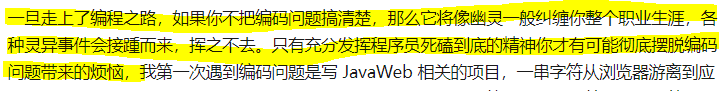 一旦走上了编程之路，如果你不把编码问题搞清楚，那么它将像幽灵一般纠缠你整个职业生涯，各
种灵异事件会接踵而来，挥之不去。只有充分发挥程序员死磕到底的精神你才有可能彻底摆脱编码
问题带来的烦恼，我第一次遇到编码问题是写 JavaWeb 相关的项目，一串字符从浏览器游离到应